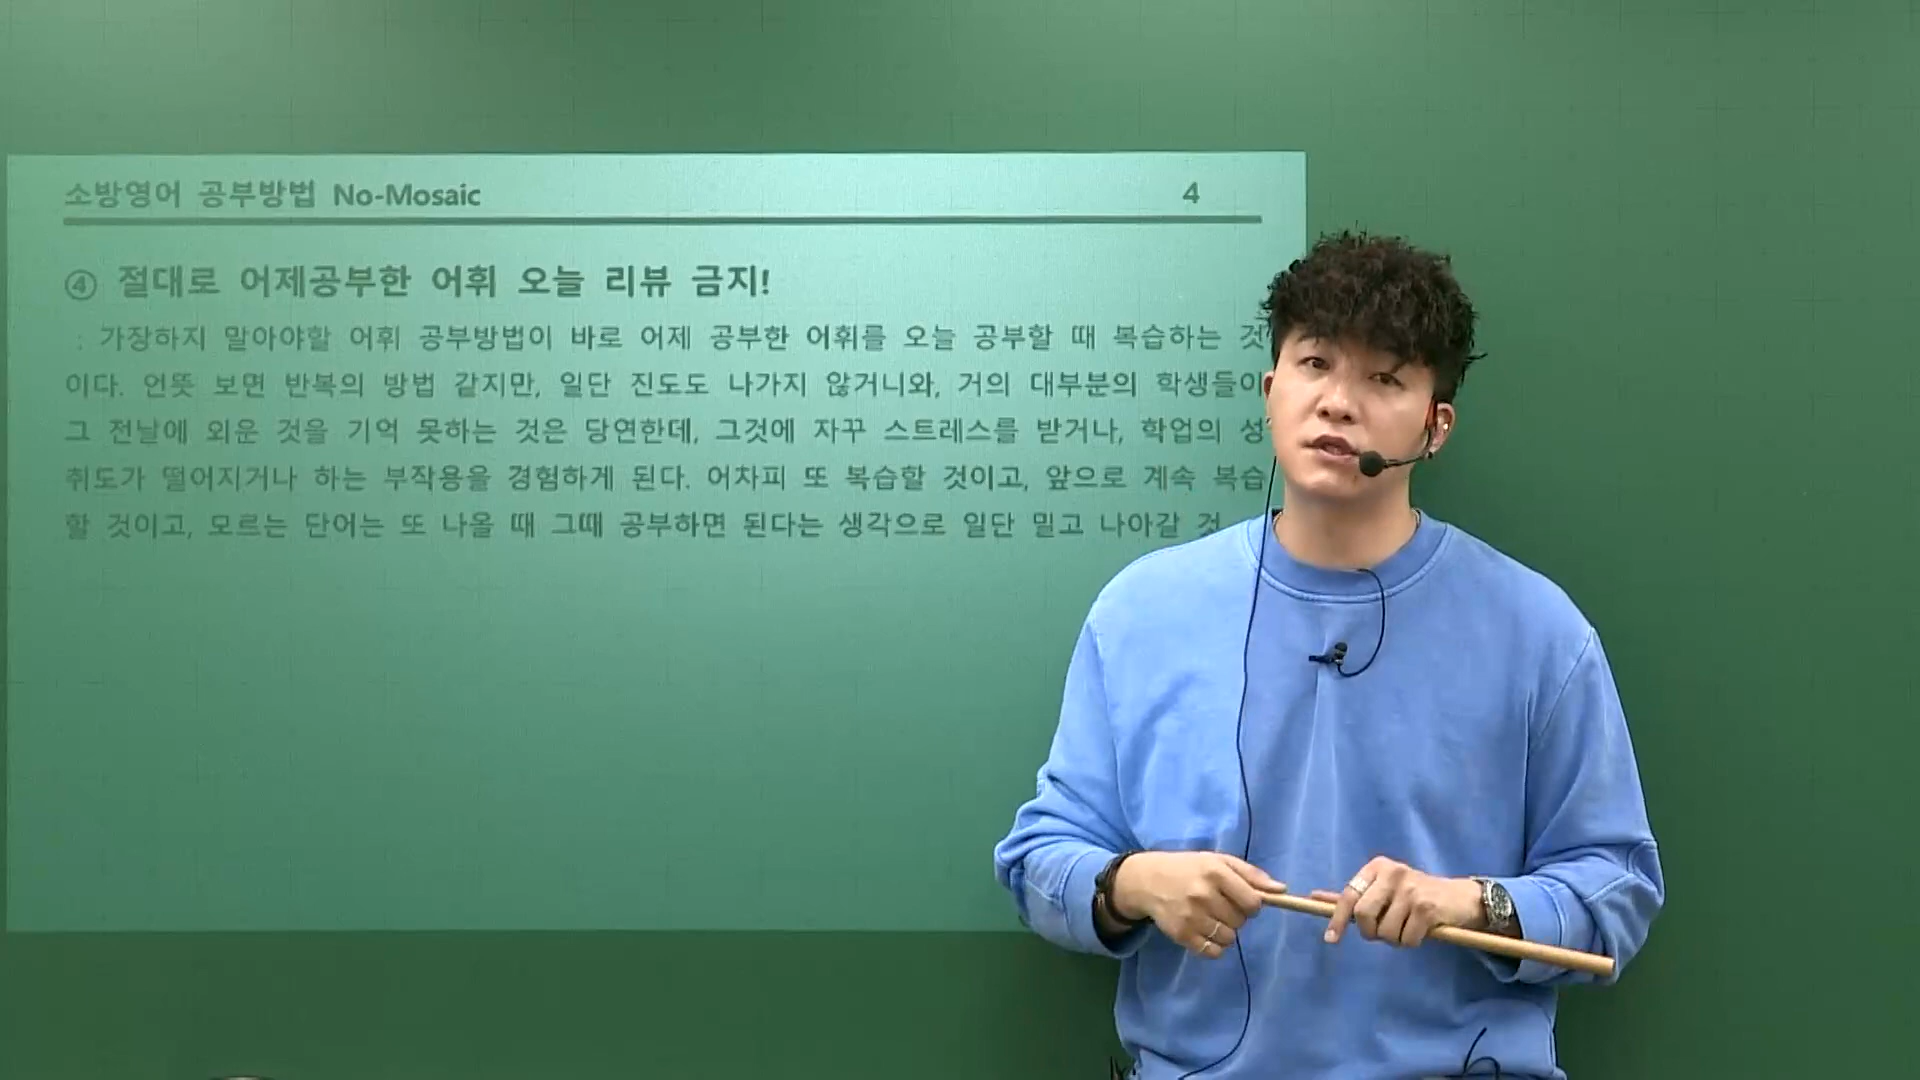 소방영어 공부방법 No-Mosaic 4
④ 절대로 어제공부한 어휘 오늘 리뷰 금지!
: 가장하지 말아야할 어휘 공부방법이 바로 어제 공부한 어휘를 오늘 공부할 때 복습하는 것
이다. 언뜻 보면 반복의 방법 같지만, 일단 진도도 나가지 않거니와, 거의 대부분의 학생들이
그 전날에 외운 것을 기억 못하는 것은 당연한데, 그것에 자꾸 스트레스를 받거나, 학업의 성
취도가 떨어지거나 하는 부작용을 경험하게 된다. 어차피 또 복습할 것이고, 앞으로 계속 복습
할 것이고, 모르는 단어는 또 나올 때 그때 공부하면 된다는 생각으로 일단 밀고 나아갈 것